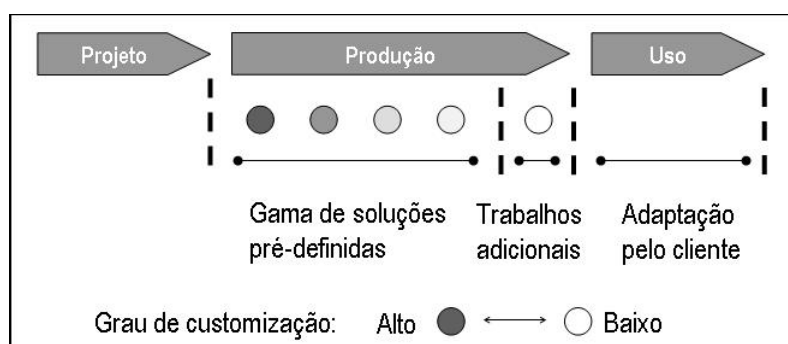 Projeto Produção Uso
Gama de soluções Trabalhos Adaptação
pré-definidas adicionais pelo cliente
Grau de customização: Alto Baixo